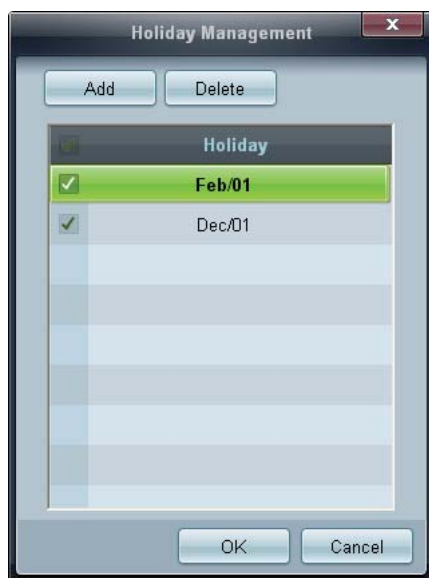 Holiday Management
x
Add
Delete
Holiday
Feb/01
Dec/01
OK
Cancel